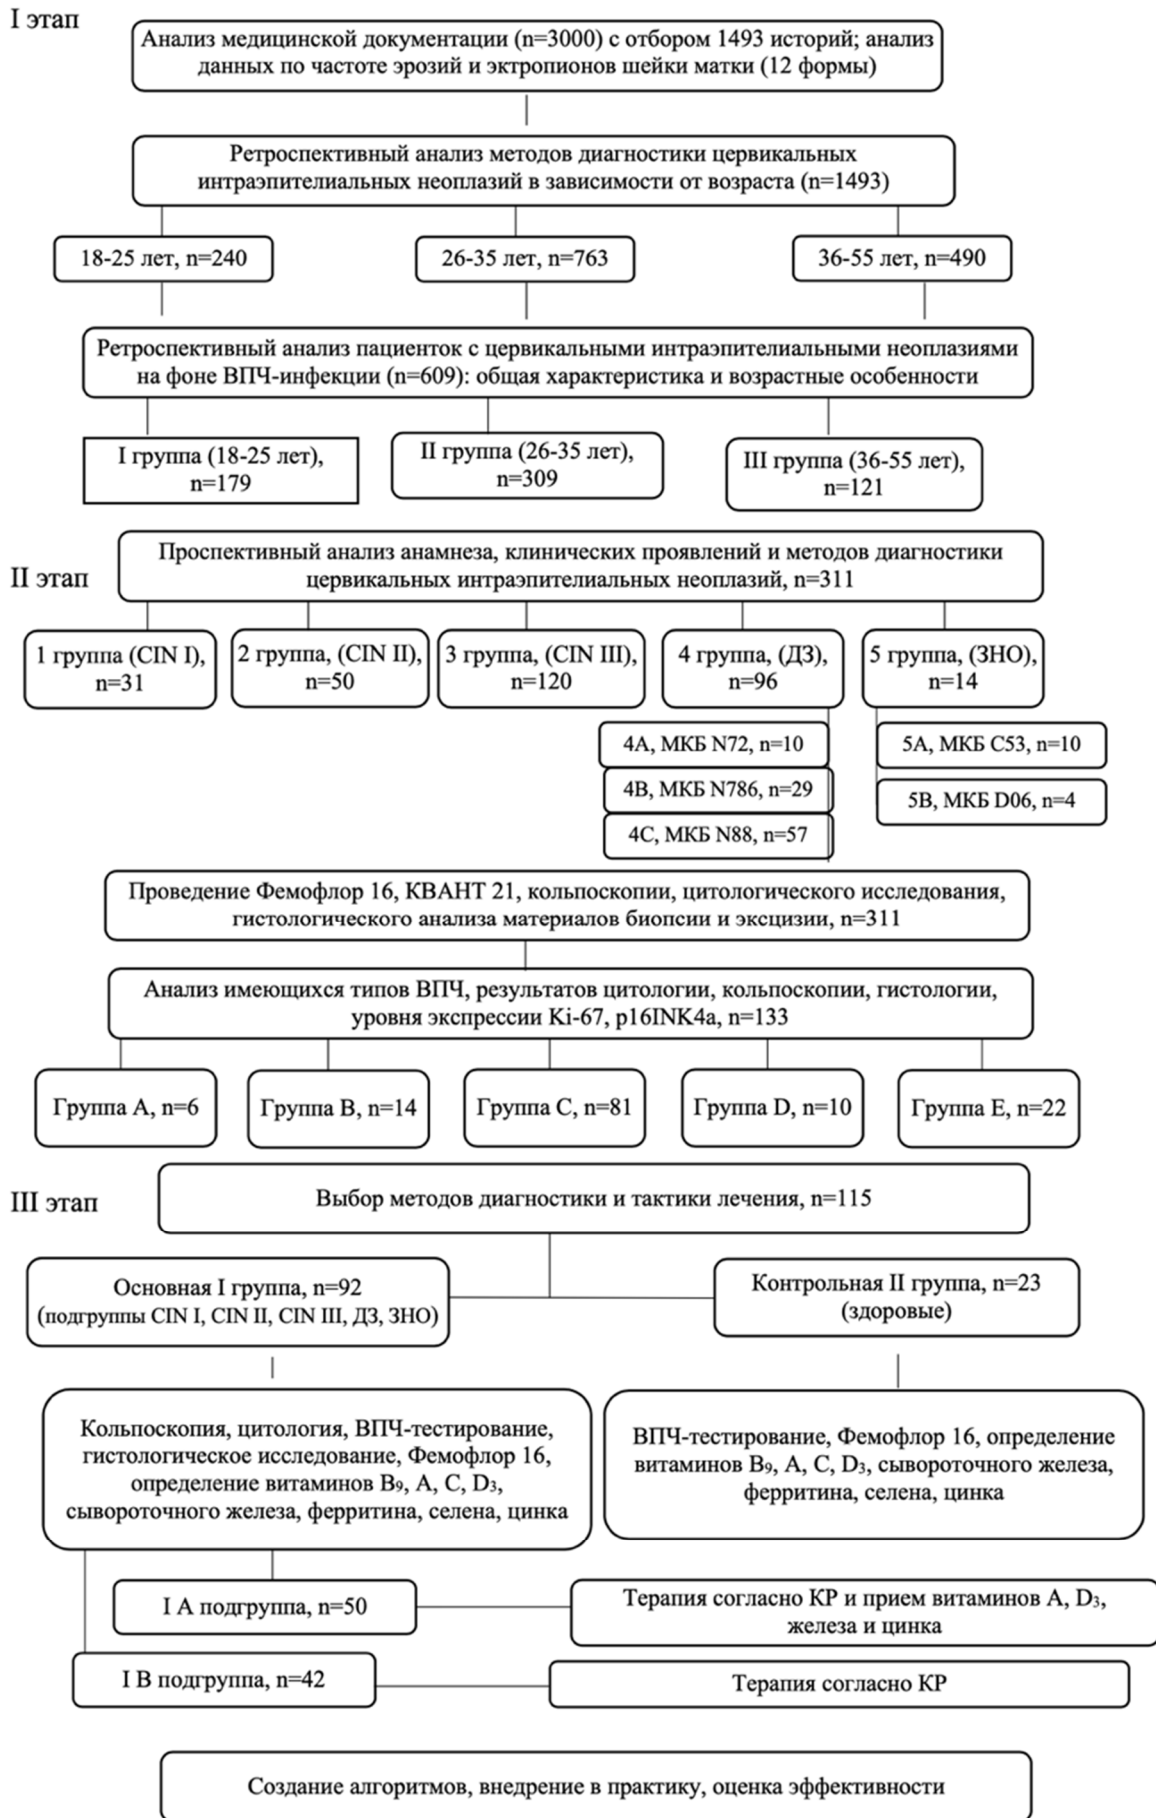 I этап
Анализ медицинской документации (n=3000) с отбором 1493 историй; анализ
данных по частоте эрозий и эктропионов шейки матки (12 формы)
Ретроспективный анализ методов диагностики цервикальных
интраэпителиальных неоплазий в зависимости от возраста (n=1493)
18-25 лет, n=240
26-35 лет, n=763
36-55 лет, n=490
Ретроспективный анализ пациенток с цервикальными интраэпителиальными неоплазиями
на фоне ВПЧ-инфекции (n=609): общая характеристика и возрастные особенности
I группа (18-25 лет),
n=179
II группа (26-35 лет),
n=309
III группа (36-55 лет),
n=121
II этап
Проспективный анализ анамнеза, клинических проявлений и методов диагностики
цервикальных интраэпителиальных неоплазий, n=311
1 группа (CIN I),
n=31
2 группа, (CIN II),
n=50
3 группа, (CIN III),
n=120
4 группа, (ДЗ),
n=96
5 группа, (ЗНО),
n=14
4A, МКБ N72, n=10
4B, МКБ N786, n=29
4C, МКБ N88, n=57
5A, МКБ C53, n=10
5B, МКБ D06, n=4
Проведение Фемофлор 16, КВАНТ 21, кольпоскопии, цитологического исследования,
гистологического анализа материалов биопсии и эксцизии, n=311
Анализ имеющихся типов ВПЧ, результатов цитологии, кольпоскопии, гистологии,
уровня экспрессии Ki-67, p16INK4a, n=133
Группа A, n=6
Группа B, n=14
Группа C, n=81
Группа D, n=10
Группа E, n=22
III этап
Выбор методов диагностики и тактики лечения, n=115
Основная I группа, n=92
(подгруппы CIN I, CIN II, CIN III, ДЗ, ЗНО)
Контрольная II группа, n=23
(здоровые)
Кольпоскопия, цитология, ВПЧ-тестирование,
гистологическое исследование, Фемофлор 16,
определение витаминов B₉, A, C, D₃,
сывороточного железа, ферритина, селена, цинка
ВПЧ-тестирование, Фемофлор 16, определение
витаминов B₉, A, C, D₃, сывороточного железа,
ферритина, селена, цинка
I A подгруппа, n=50
Терапия согласно КР и прием витаминов A, D₃,
железа и цинка
I B подгруппа, n=42
Терапия согласно КР
Создание алгоритмов, внедрение в практику, оценка эффективности